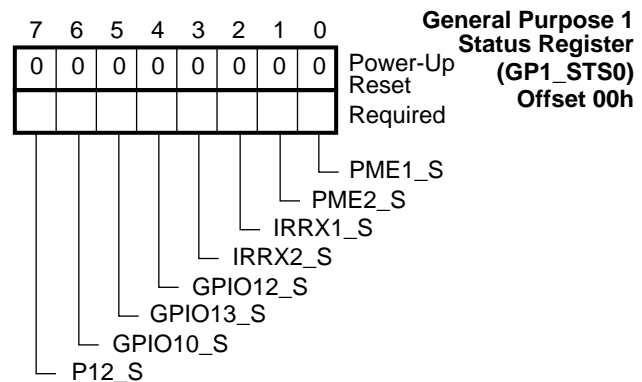 7 6 5 4 3 2 1 0
General Purpose 1
Status Register
(GP1_STS0)
Offset 00h
0 0 0 0 0 0 0 0
Power-Up
Reset
Required
PME1_S
PME2_S
IRRX1_S
IRRX2_S
GPIO12_S
GPIO13_S
GPIO10_S
P12_S